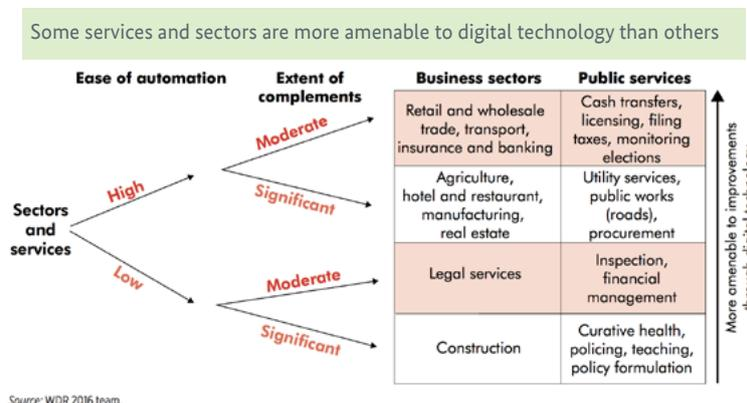 Some services and sectors are more amenable to digital technology than others
Ease of automation
Extent of
complements
Business sectors
Public services
Sectors
and
services
High
Low
Moderate
Significant
Moderate
Significant
Retail and wholesale
trade, transport,
insurance and banking
Cash transfers,
licensing, filing
taxes, monitoring
elections
Agriculture,
hotel and restaurant,
manufacturing,
real estate
Utility services,
public works
(roads),
procurement
Legal services
Inspection,
financial
management
Construction
Curative health,
policing, teaching,
policy formulation
More amenable to improvements
Source: WDR 2016 team